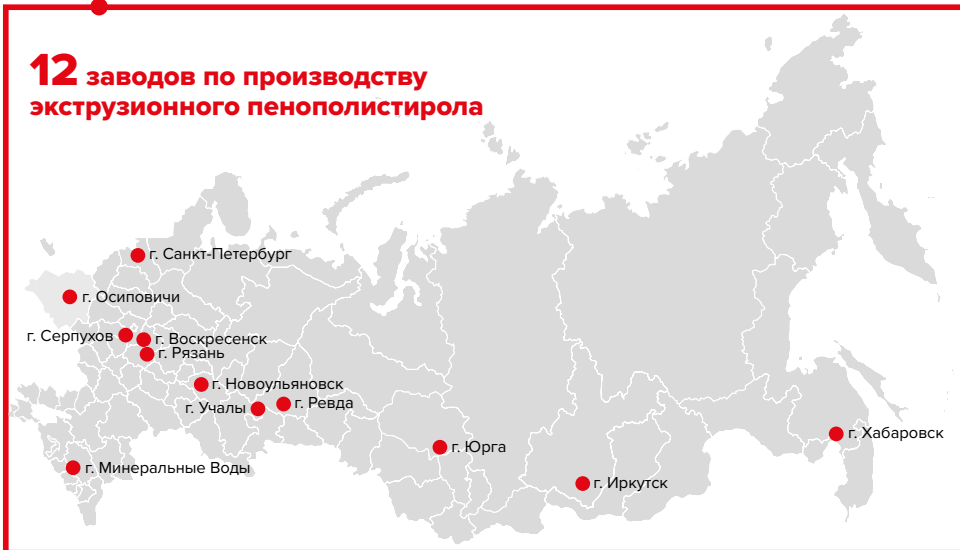 12 заводов по производству
экструзионного пенополистирола
г. Санкт-Петербург
г. Осиповичи
г. Серпухов
г. Воскресенск
г. Рязань
г. Новоульяновск
г. Учалы
г. Ревда
г. Хабаровск
г. Юрга
г. Минеральные Воды
г. Иркутск